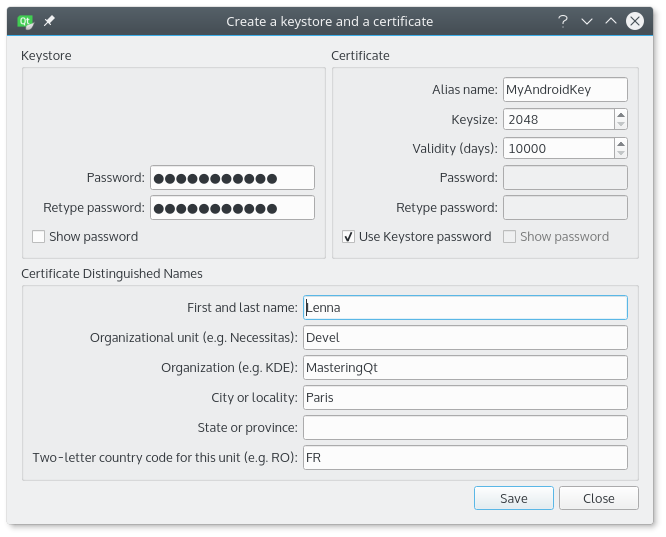 Qt
Create a keystore and a certificate
Keystore
Password: ●●●●●●●●●●●
Retype password: ●●●●●●●●●●●
Show password
Certificate
Alias name: MyAndroidKey
Keysize: 2048
Validity (days): 10000
Password:
Retype password:
Use Keystore password Show password
Certificate Distinguished Names
First and last name: Lenna
Organizational unit (e.g. Necessitas): Devel
Organization (e.g. KDE): MasteringQt
City or locality: Paris
State or province:
Two-letter country code for this unit (e.g. RO): FR
Save Close